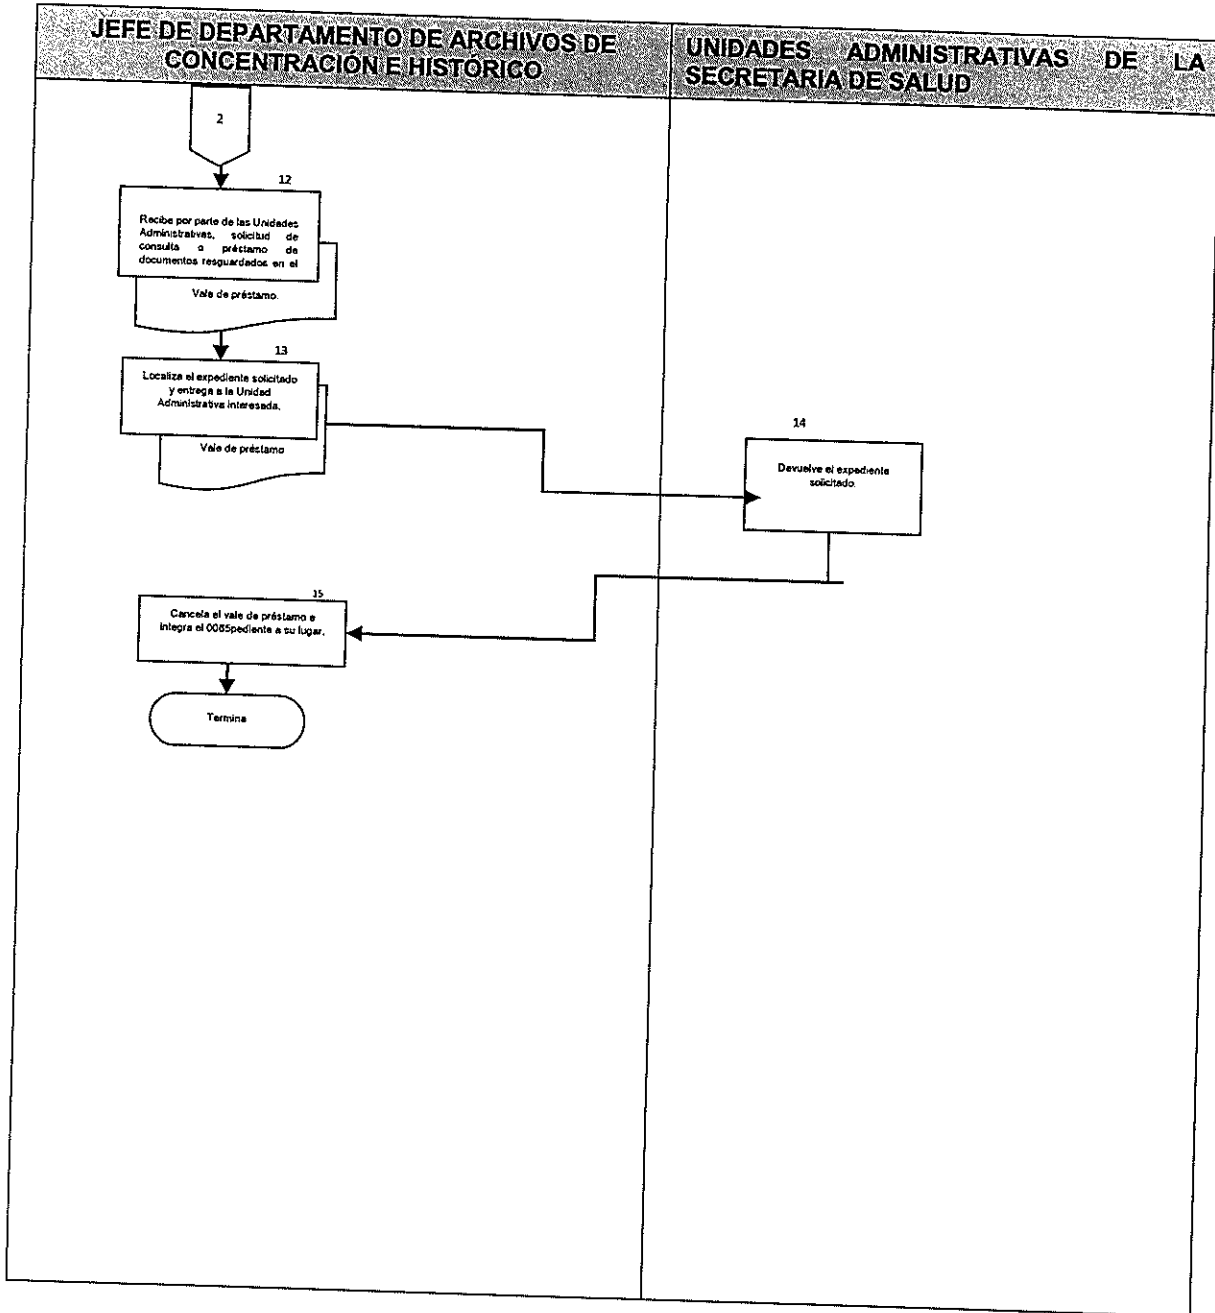 JEFE DE DEPARTAMENTO DE ARCHIVOS DE
CONCENTRACIÓN E HISTÓRICO
UNIDADES ADMINISTRATIVAS DE LA
SECRETARIA DE SALUD
2
12
Recibe por parte de las Unidades
Administrativas, solicitud de
consulta o préstamo de
documentos resguardados en el
Vale de préstamo.
13
Localiza el expediente solicitado
y entrega a la Unidad
Administrativa interesada.
Vale de préstamo
14
Devuelve el expediente
solicitado.
15
Cancela el vale de préstamo e
integra el 0065pediente a su lugar.
Termina